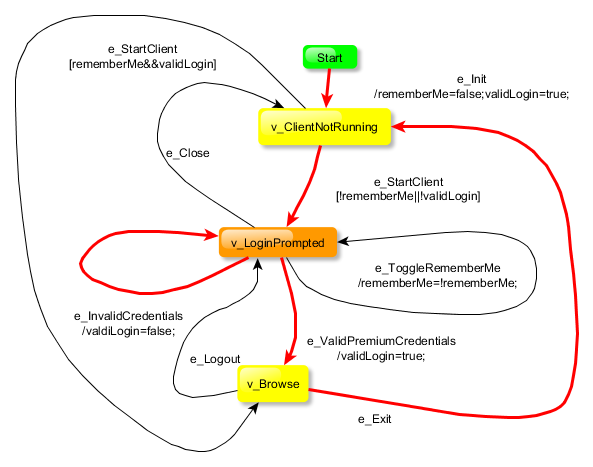 e_StartClient
[rememberMe&&validLogin]
Start
e_Init
/rememberMe=false;validLogin=true;
v_ClientNotRunning
e_Close
e_StartClient
[!rememberMe||!validLogin]
v_LoginPrompted
e_ToggleRememberMe
/rememberMe=!rememberMe;
e_InvalidCredentials
/valdiLogin=false;
e_ValidPremiumCredentials
/validLogin=true;
e_Logout
v_Browse
e_Exit